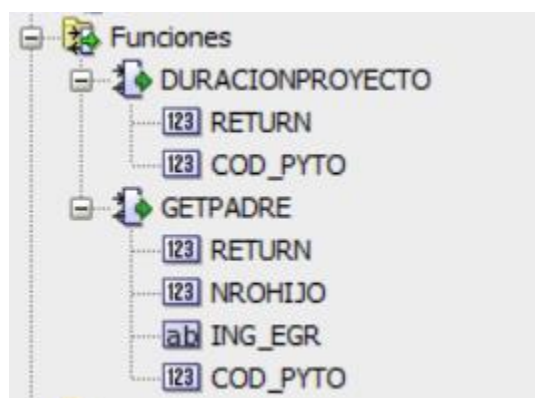 Funciones
DURACIONPROYECTO
123 RETURN
123 COD_PYTO
GETPADRE
123 RETURN
123 NROHIJO
ab ING_EGR
123 COD_PYTO